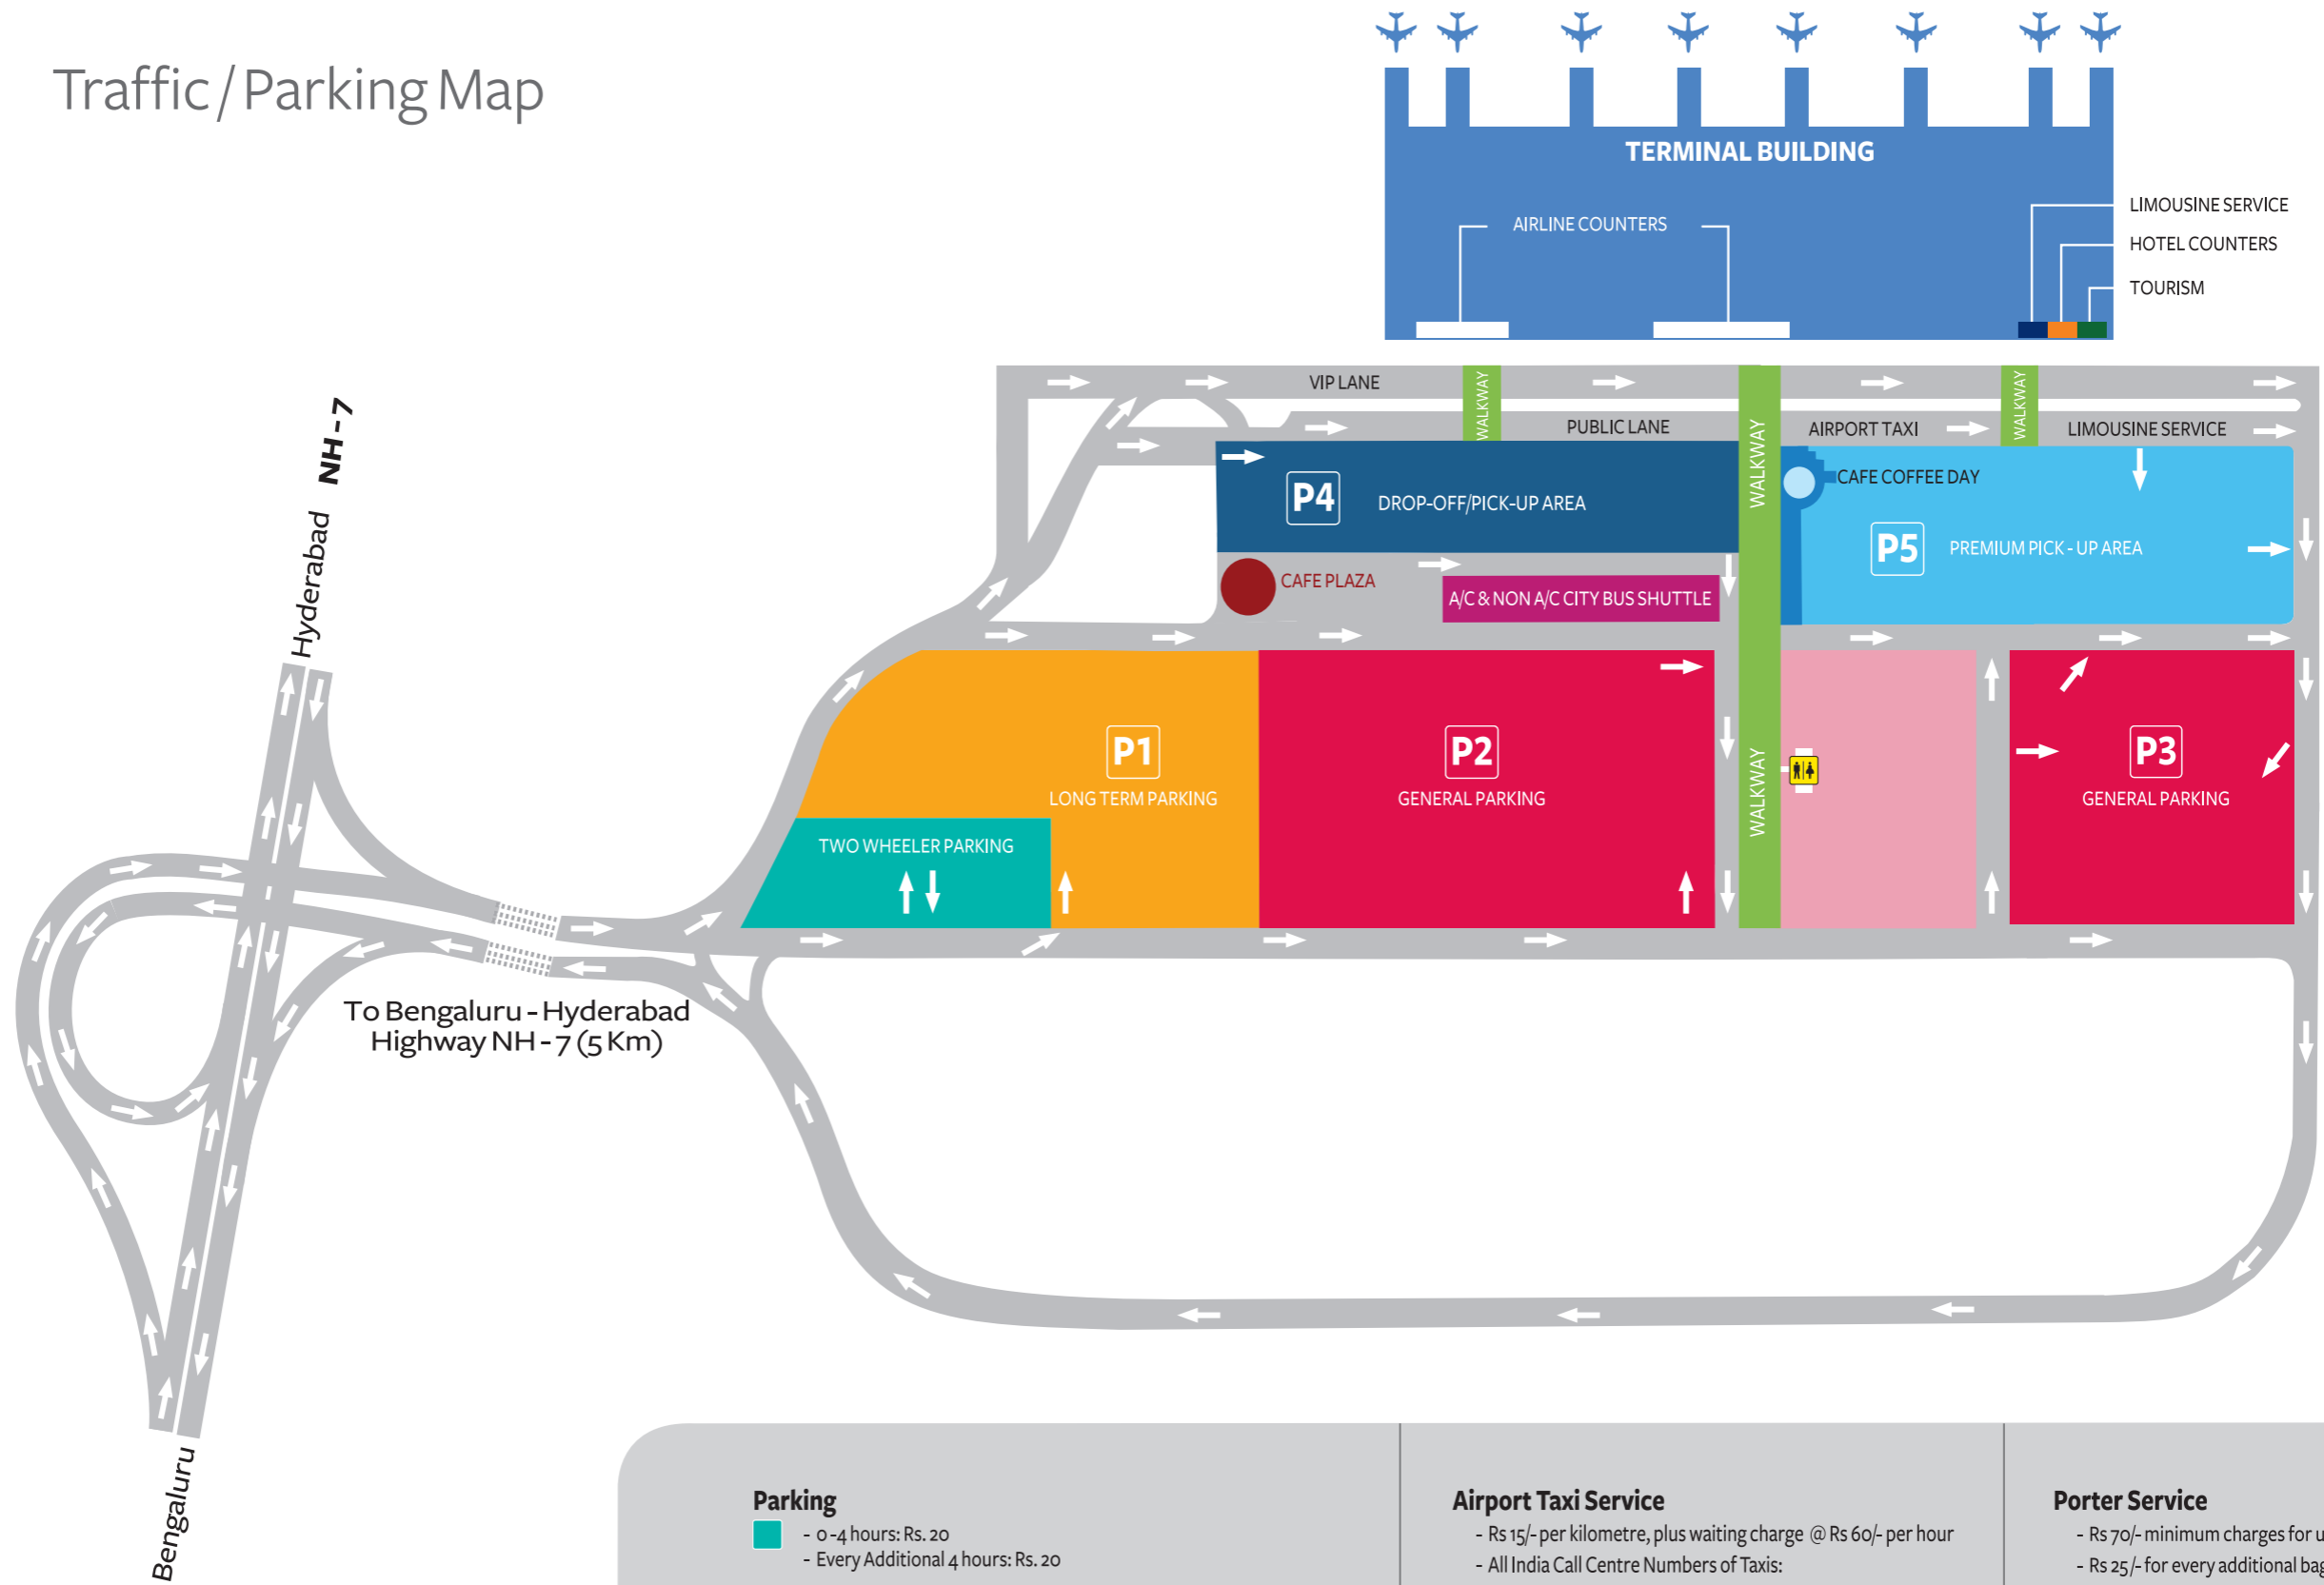 Traffic / Parking Map
TERMINAL BUILDING
AIRLINE COUNTERS
LIMOUSINE SERVICE
HOTEL COUNTERS
TOURISM
VIP LANE
WALKWAY
WALKWAY
PUBLIC LANE
WALKWAY
AIRPORT TAXI
LIMOUSINE SERVICE
P4
DROP-OFF/PICK-UP AREA
CAFE COFFEE DAY
P5
PREMIUM PICK - UP AREA
CAFE PLAZA
A/C & NON A/C CITY BUS SHUTTLE
Hyderabad NH - 7
P1
LONG TERM PARKING
P2
GENERAL PARKING
WALKWAY
P3
GENERAL PARKING
TWO WHEELER PARKING
To Bengaluru - Hyderabad
Highway NH - 7 (5 Km)
Bengaluru
Parking
- 0 -4 hours: Rs. 20
- Every Additional 4 hours: Rs. 20
Airport Taxi Service
- Rs 15/- per kilometre, plus waiting charge @ Rs 60/- per hour
- All India Call Centre Numbers of Taxis:
Porter Service
- Rs 70/- minimum charges for
- Rs 25/- for every additional